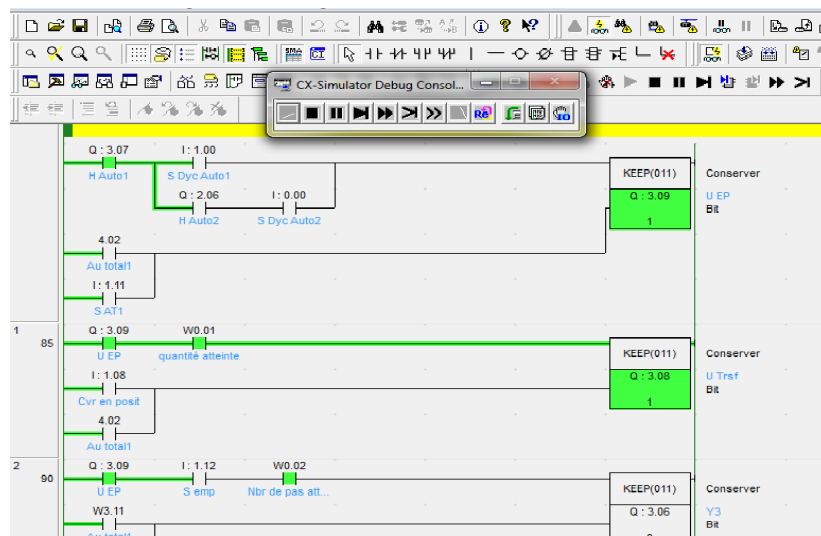 CX-Simulator Debug Consol...
Q : 3.07 I : 1.00
H Auto1 S Dyc Auto1 KEEP(011) Conserver
Q : 2.06 I : 0.00 Q : 3.09 U EP
Bit
H Auto2 S Dyc Auto2 1
4.02
Au total1
I : 1.11
S AT1
1 Q : 3.09 W0.01
85
U EP quantité atteinte KEEP(011) Conserver
I : 1.08 Q : 3.08 U Trsf
Bit
Cvr en posit 1
4.02
Au total1
2 Q : 3.09 I : 1.12 W0.02
90
U EP S emp Nbr de pas att... KEEP(011) Conserver
W3.11 Q : 3.06 Y3
Bit